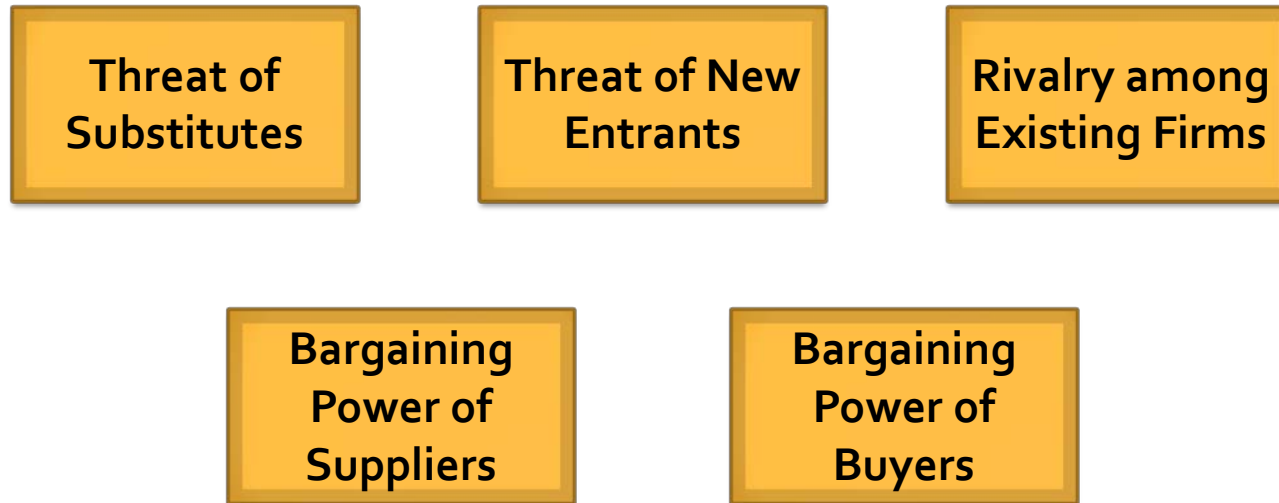 Threat of
Substitutes
Threat of New
Entrants
Rivalry among
Existing Firms
Bargaining
Power of
Suppliers
Bargaining
Power of
Buyers